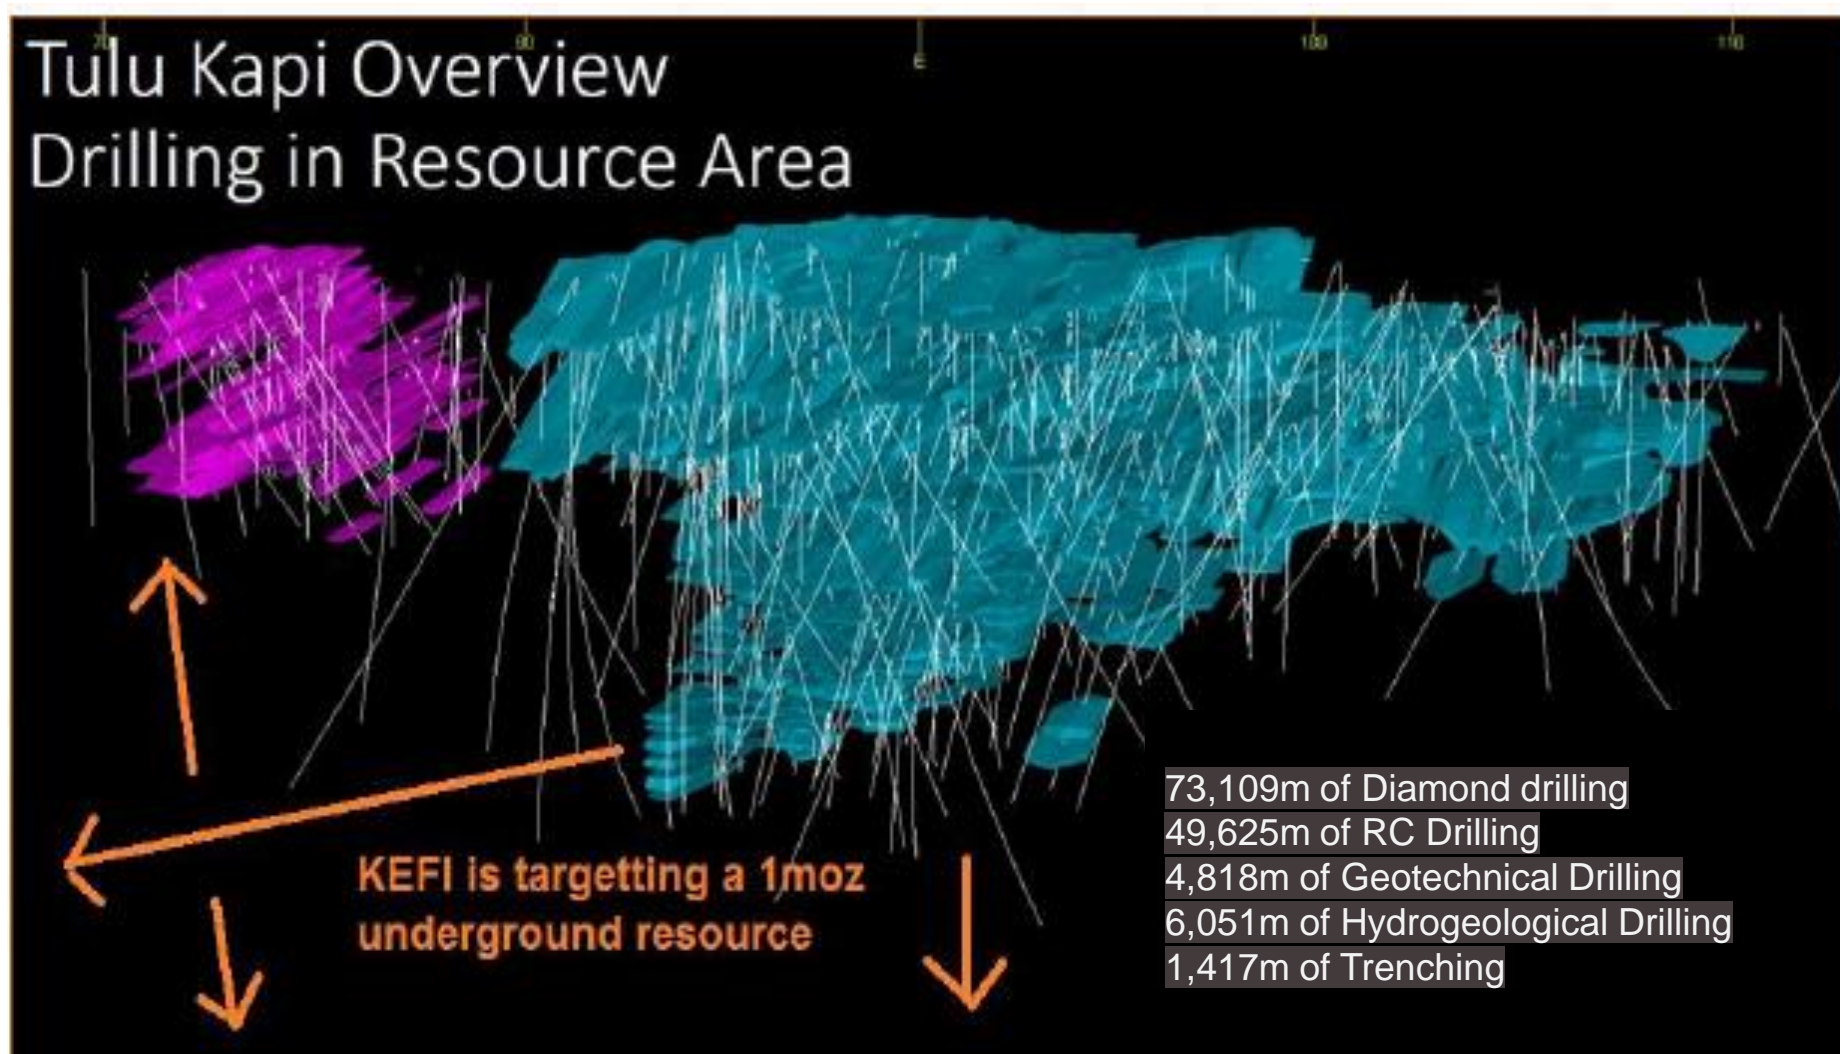 Tulu Kapi Overview
Drilling in Resource Area
E
KEFI is targetting a 1moz
underground resource
73,109m of Diamond drilling
49,625m of RC Drilling
4,818m of Geotechnical Drilling
6,051m of Hydrogeological Drilling
1,417m of Trenching